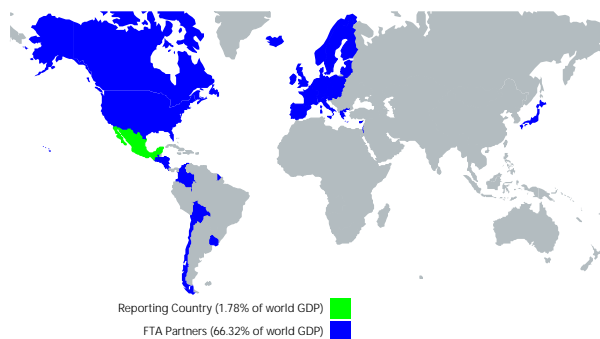 Reporting Country (1.78% of world GDP)
FTA Partners (66.32% of world GDP)